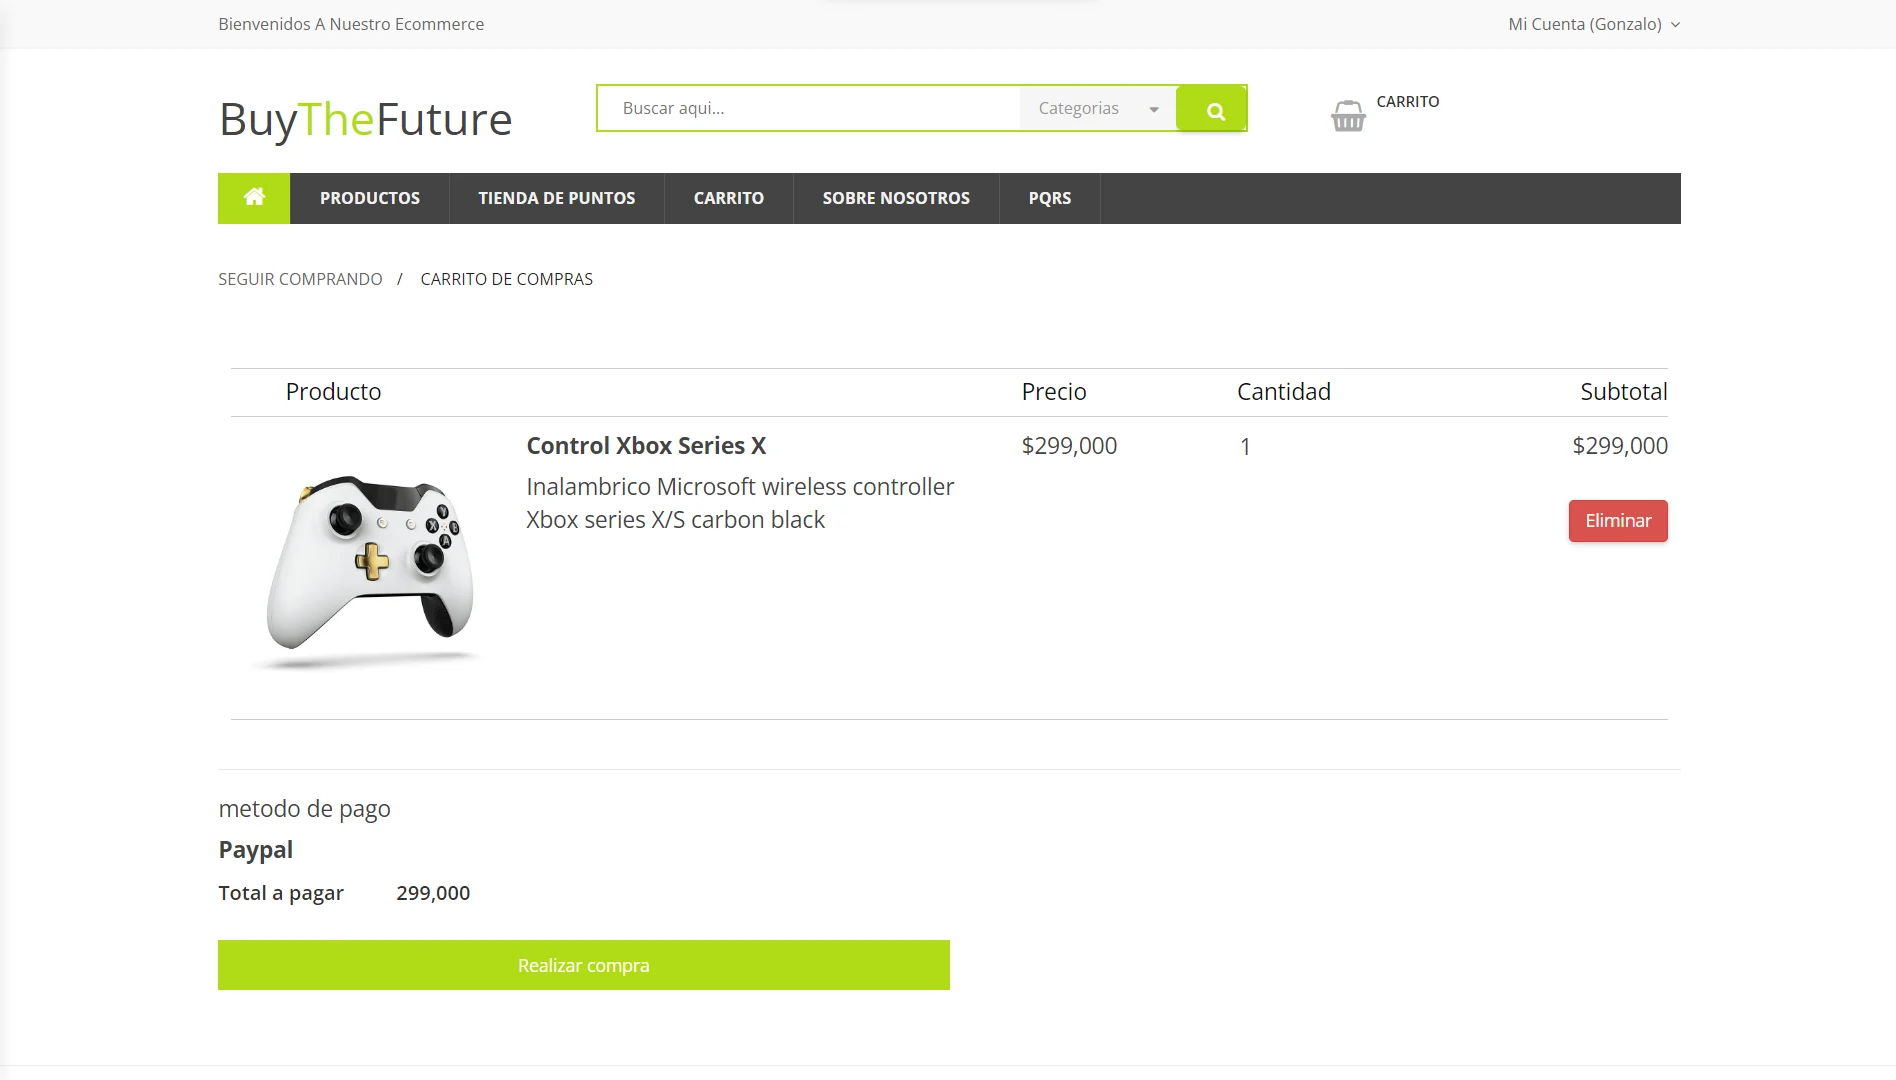 Bienvenidos A Nuestro Ecommerce
Mi Cuenta (Gonzalo)
BuyTheFuture
Buscar aqui...
Categorias
CARRITO
PRODUCTOS
TIENDA DE PUNTOS
CARRITO
SOBRE NOSOTROS
PQRS
SEGUIR COMPRANDO / CARRITO DE COMPRAS
Producto Precio Cantidad Subtotal
Control Xbox Series X $299,000 1 $299,000
Inalambrico Microsoft wireless controller
Xbox series X/S carbon black
Eliminar
Y
X B
A
metodo de pago
Paypal
Total a pagar 299,000
Realizar compra